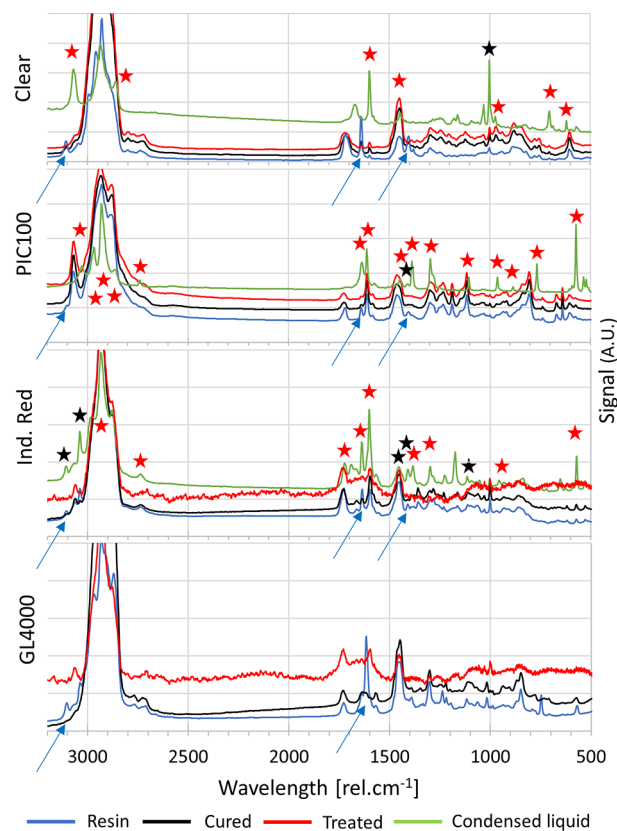 Clear
PIC100
Ind. Red
GL4000
Signal (A.U.)
3000 2500 2000 1500 1000 500
Wavelength [rel.cm-1]
Resin Cured Treated Condensed liquid